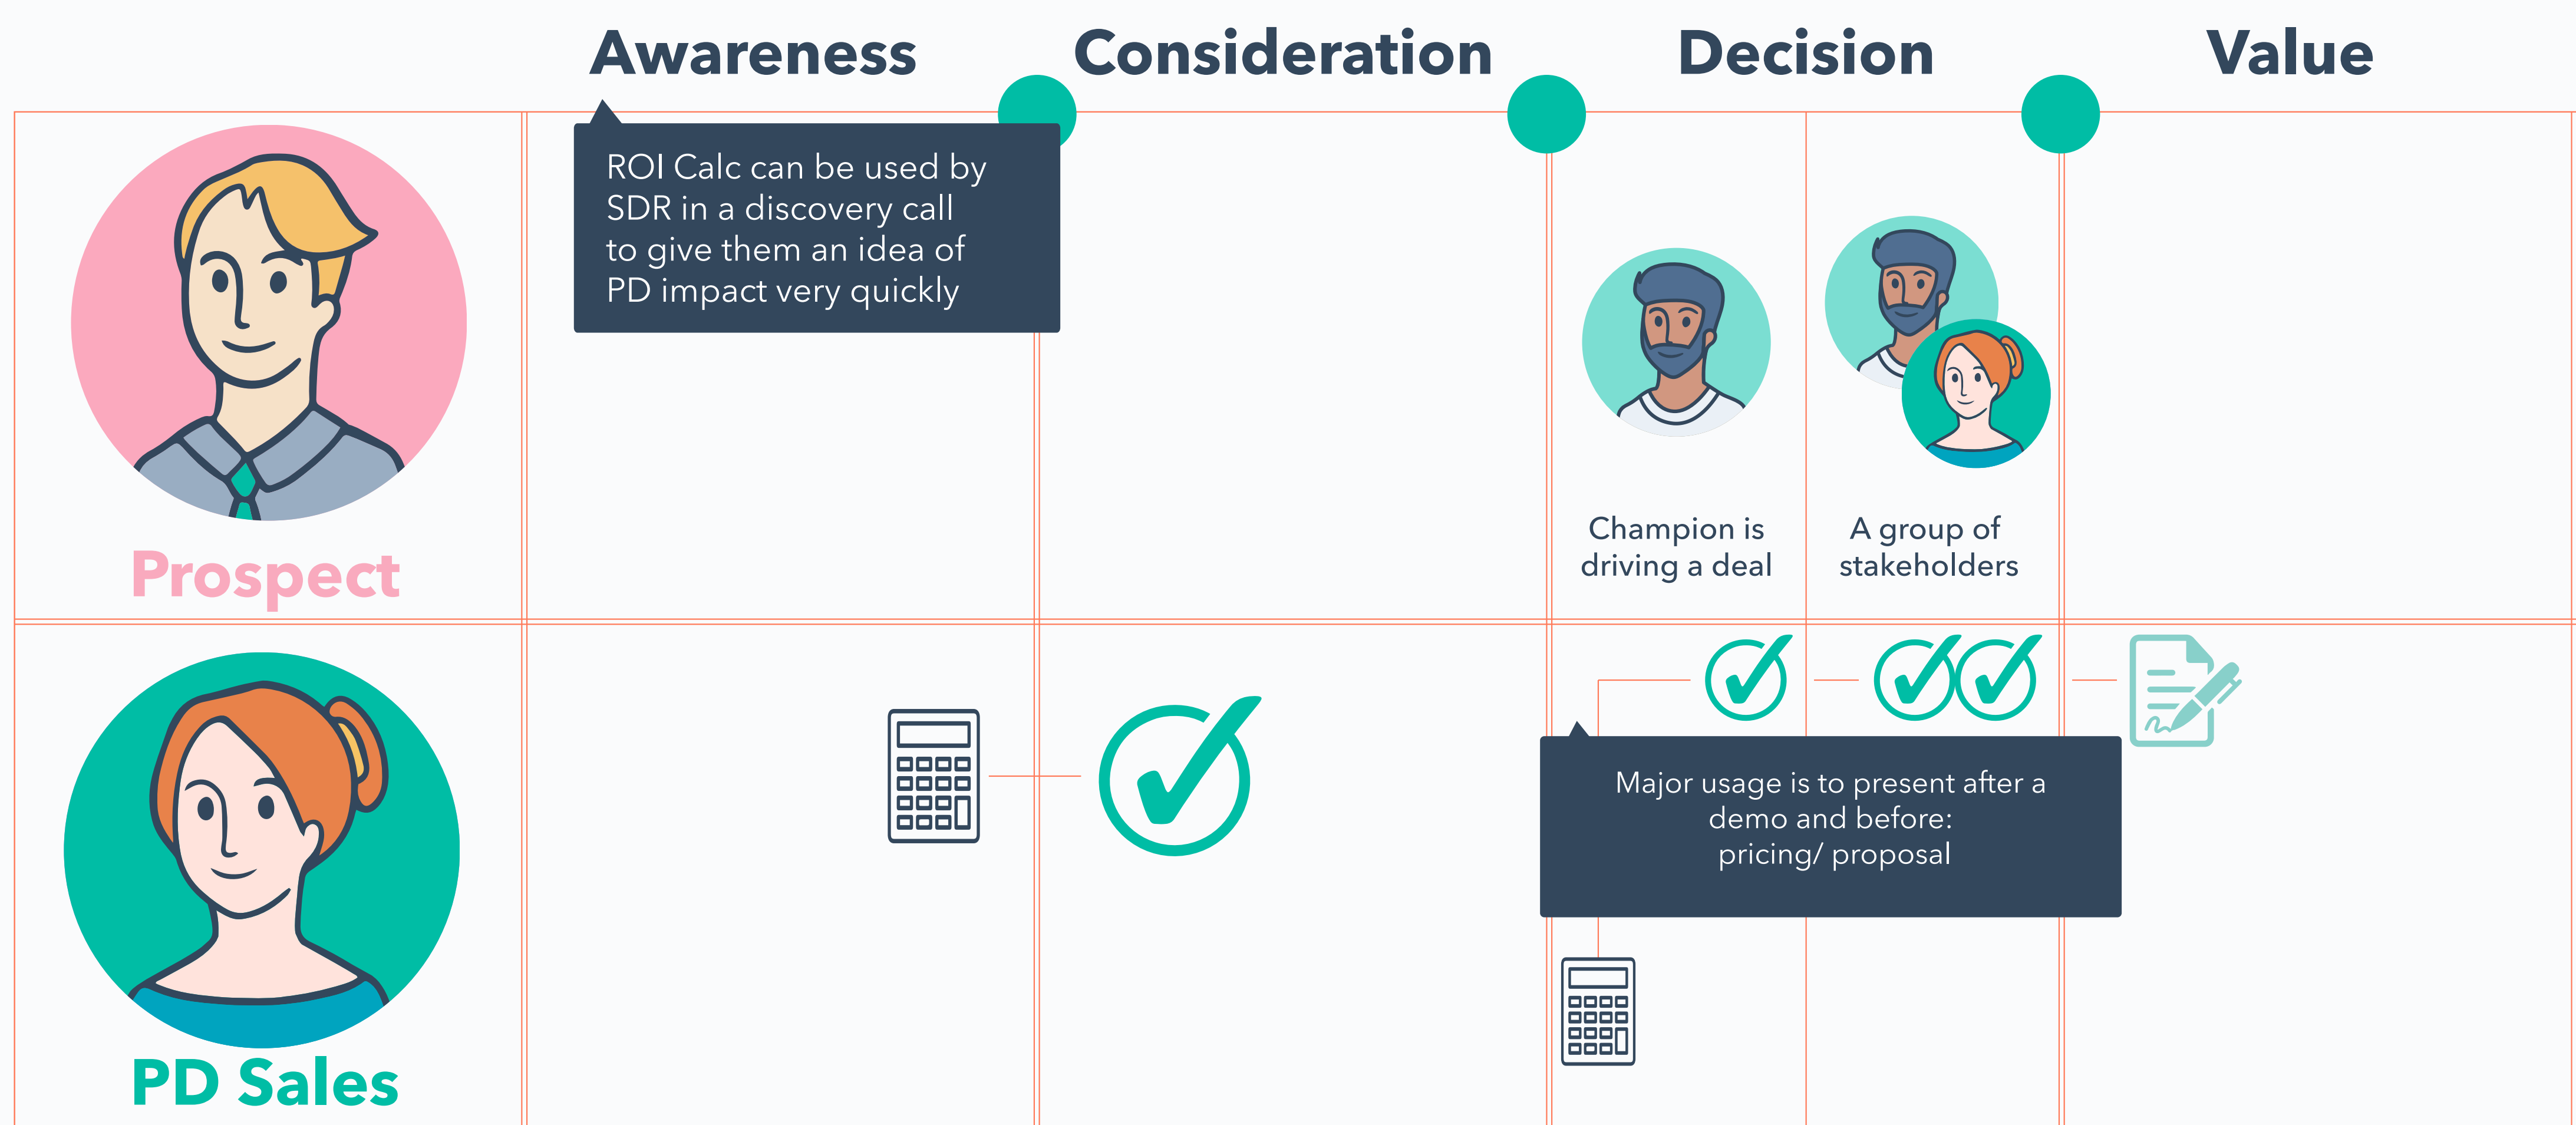 Awareness
Consideration
Decision
Value
ROI Calc can be used by
SDR in a discovery call
to give them an idea of
PD impact very quickly
Champion is
driving a deal
A group of
stakeholders
Prospect
Major usage is to present after a
demo and before:
pricing/ proposal
PD Sales